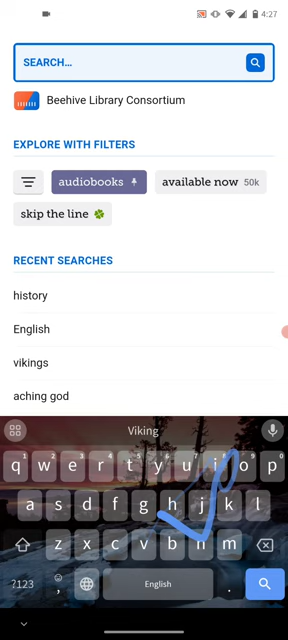 4:27
SEARCH...
Beehive Library Consortium
EXPLORE WITH FILTERS
audiobooks
available now 50k
skip the line
RECENT SEARCHES
history
English
vikings
aching god
Viking
q 1 w 2 e 3 r 4 t 5 y 6 u 7 i 8 o 9 p 0
a s d f g h j k l
z x c v b n m
?123 , English .